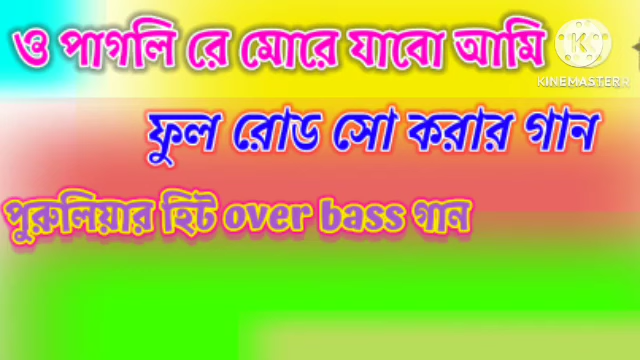 ও পাগলি রে মোরে যাবো আমি
KINEMASTER
ফুল রোড সো করার গান
পুরুলিয়ার হিট over bass গান